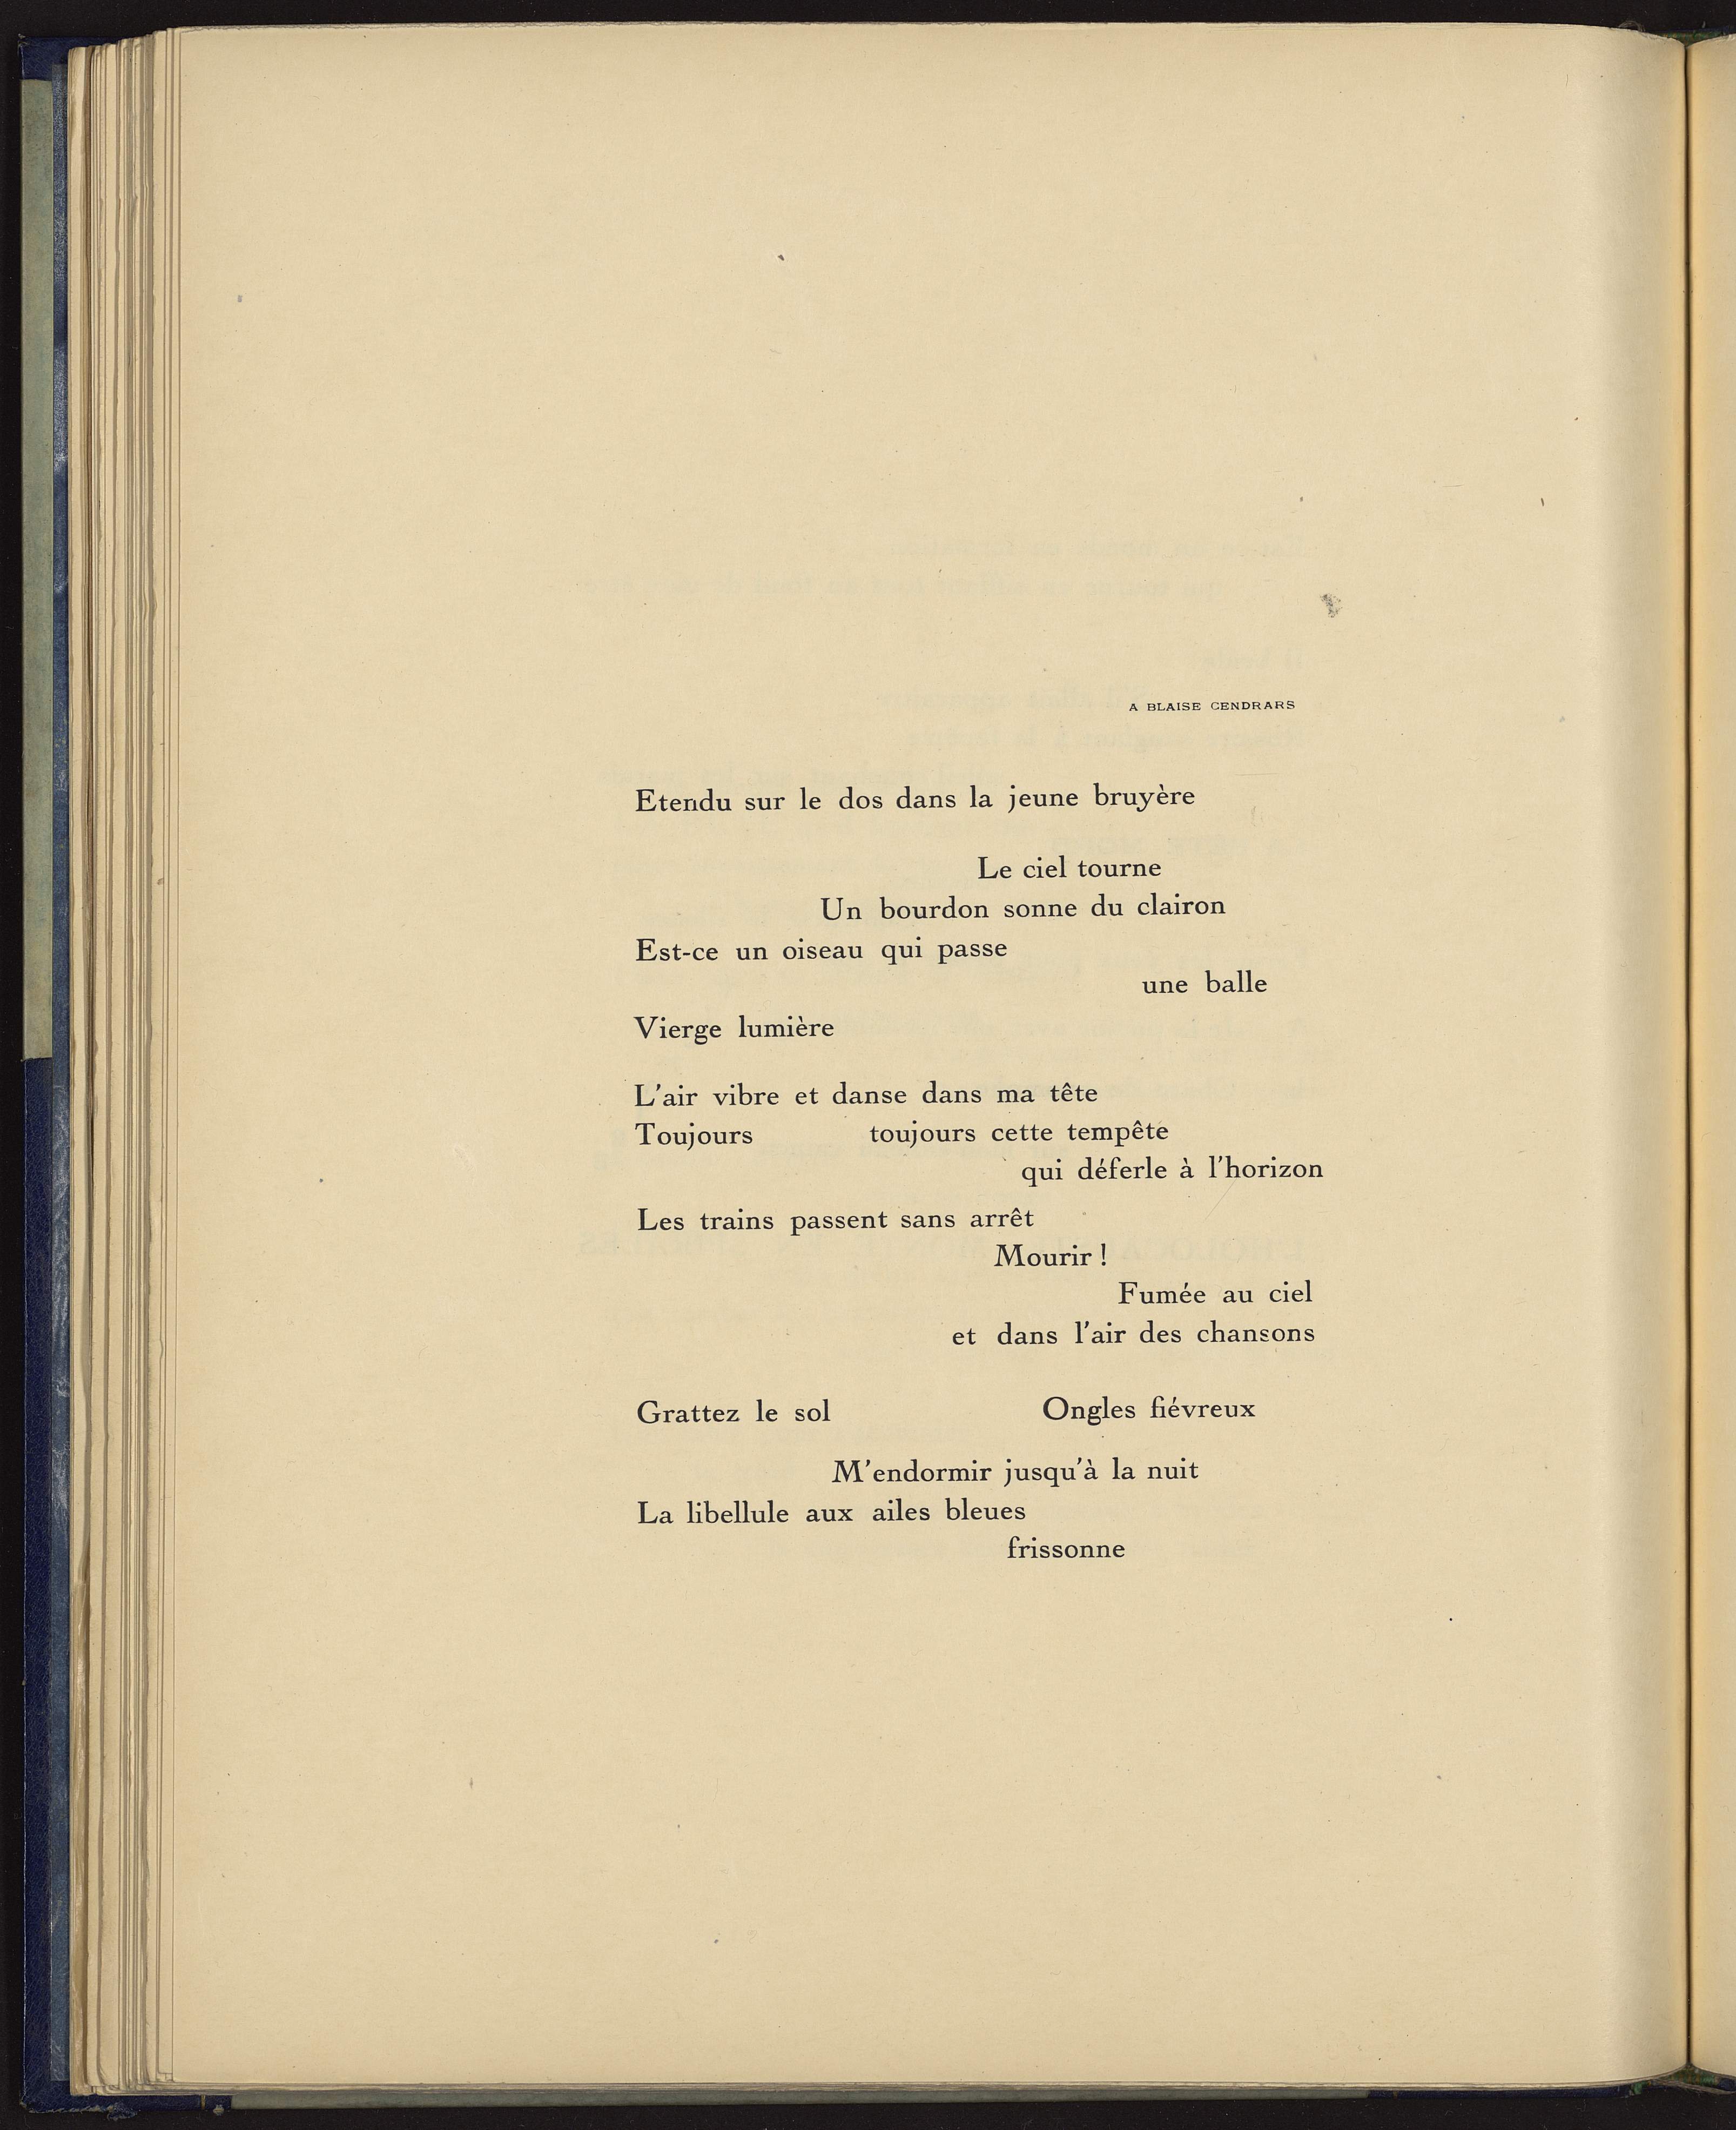 A BLAISE CENDRARS
Etendu sur le dos dans la jeune bruyère
Le ciel tourne
Un bourdon sonne du clairon
Est-ce un oiseau qui passe
une balle
Vierge lumière
L'air vibre et danse dans ma tête
Toujours toujours cette tempête
qui déferle à l'horizon
Les trains passent sans arrêt
Mourir !
Fumée au ciel
et dans l'air des chansons
Grattez le sol Ongles fiévreux
M'endormir jusqu'à la nuit
La libellule aux ailes bleues
frissonne